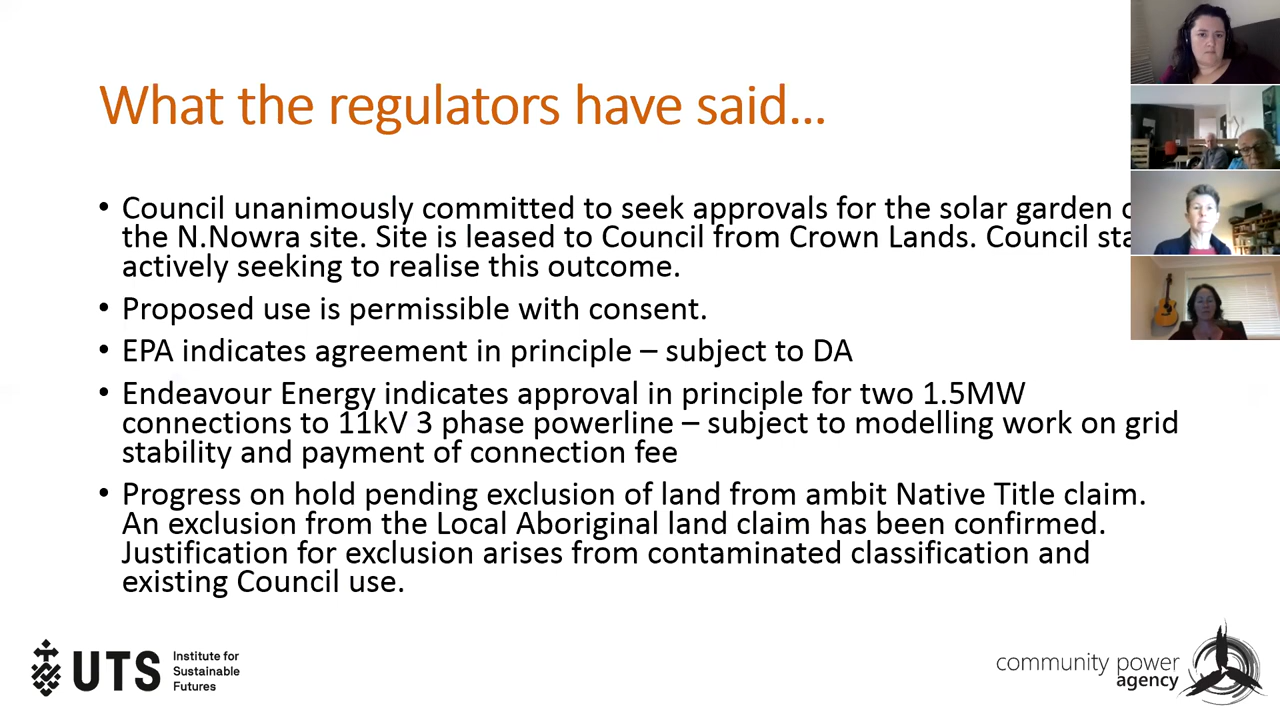 What the regulators have said...
• Council unanimously committed to seek approvals for the solar garden
the N.Nowra site. Site is leased to Council from Crown Lands. Council
actively seeking to realise this outcome.
• Proposed use is permissible with consent.
• EPA indicates agreement in principle – subject to DA
• Endeavour Energy indicates approval in principle for two 1.5MW
connections to 11kV 3 phase powerline – subject to modelling work on grid
stability and payment of connection fee
• Progress on hold pending exclusion of land from ambit Native Title claim.
An exclusion from the Local Aboriginal land claim has been confirmed.
Justification for exclusion arises from contaminated classification and
existing Council use.
UTS
Institute for
Sustainable
Futures
community power
agency